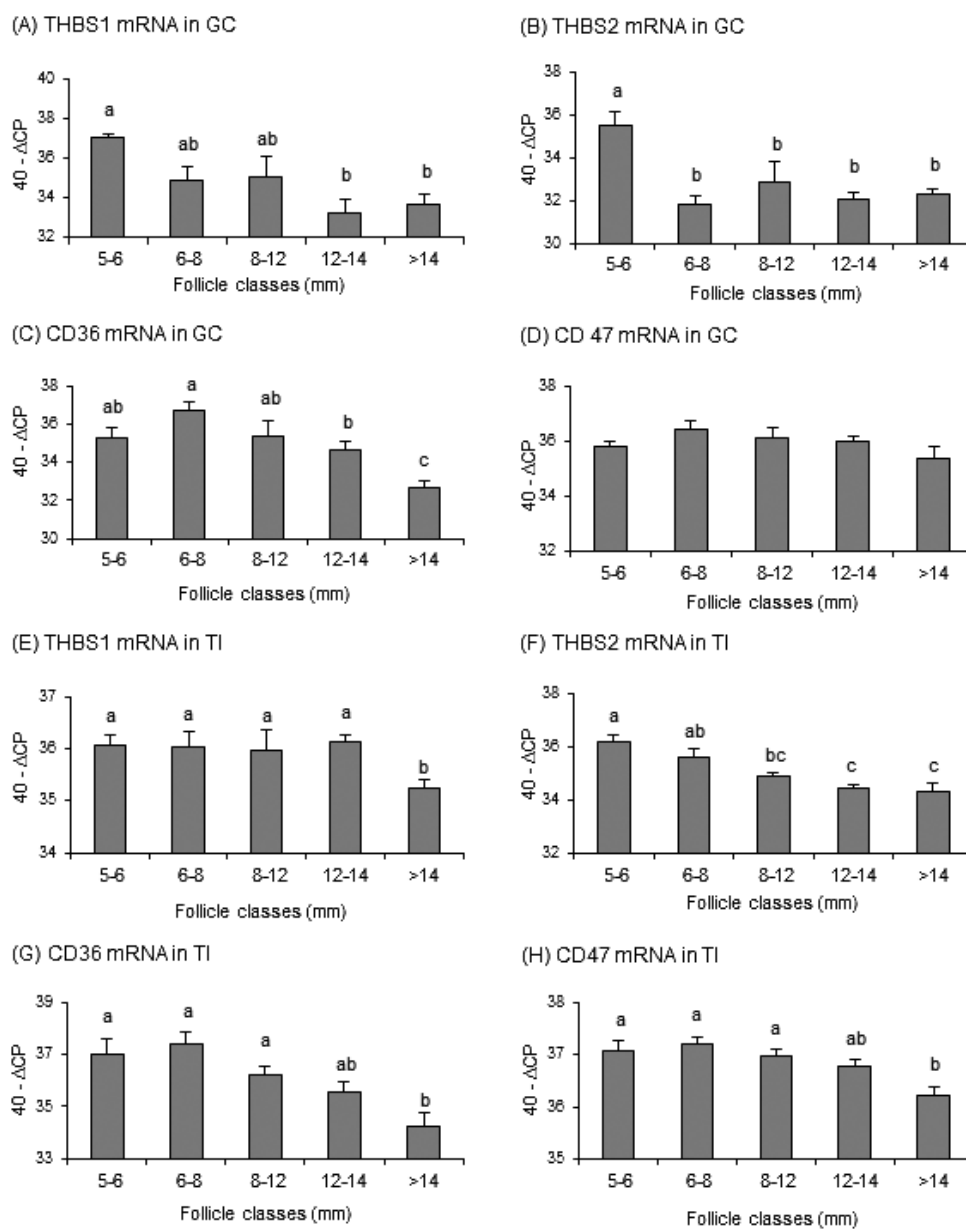 (A) THBS1 mRNA in GC
40 - ΔCP
40
38
36
34
32
a
ab
ab
b
b
5-6 6-8 8-12 12-14 >14
Follicle classes (mm)
(B) THBS2 mRNA in GC
40 - ΔCP
36
34
32
30
a
b
b
b
b
5-6 6-8 8-12 12-14 >14
Follicle classes (mm)
(C) CD36 mRNA in GC
40 - ΔCP
38
36
34
32
30
ab
a
ab
b
c
5-6 6-8 8-12 12-14 >14
Follicle classes (mm)
(D) CD 47 mRNA in GC
40 - ΔCP
38
36
34
32
5-6 6-8 8-12 12-14 >14
Follicle classes (mm)
(E) THBS1 mRNA in TI
40 - ΔCP
37
36
35
34
a
a
a
a
b
5-6 6-8 8-12 12-14 >14
Follicle classes (mm)
(F) THBS2 mRNA in TI
40 - ΔCP
38
36
34
32
a
ab
bc
c
c
5-6 6-8 8-12 12-14 >14
Follicle classes (mm)
(G) CD36 mRNA in TI
40 - ΔCP
39
37
35
33
a
a
a
ab
b
5-6 6-8 8-12 12-14 >14
Follicle classes (mm)
(H) CD47 mRNA in TI
40 - ΔCP
38
37
36
35
a
a
a
ab
b
5-6 6-8 8-12 12-14 >14
Follicle classes (mm)